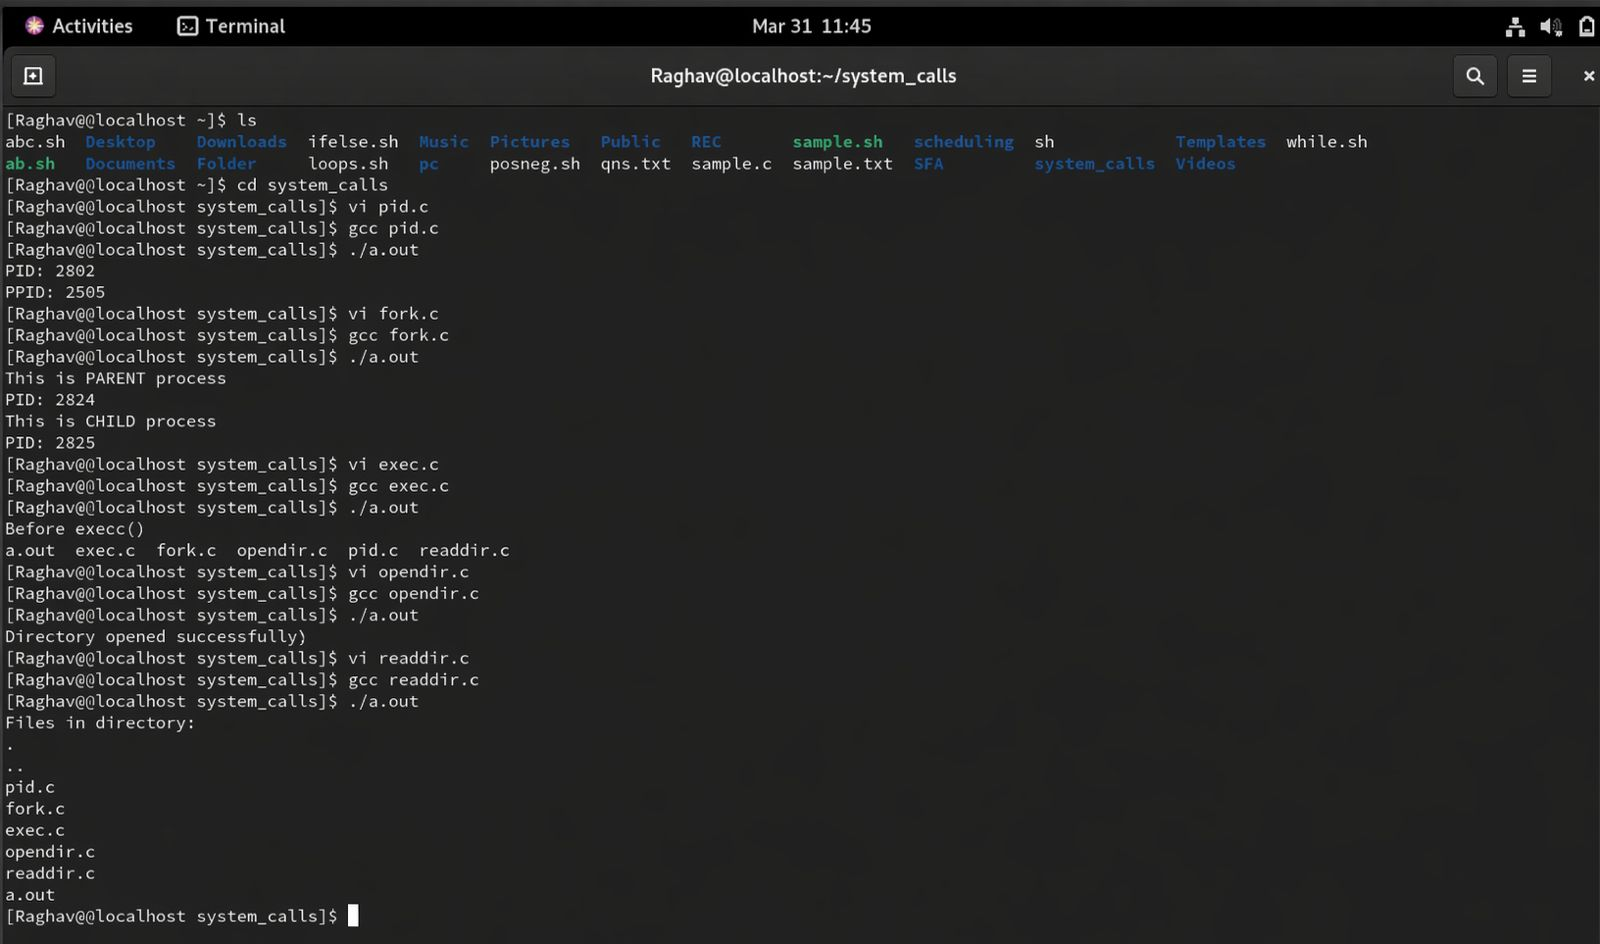 Activities Terminal Mar 31 11:45
Raghav@localhost:~/system_calls
[Raghav@@localhost ~]$ ls
abc.sh Desktop Downloads ifelse.sh Music Pictures Public REC sample.sh scheduling sh Templates while.sh
ab.sh Documents Folder loops.sh pc posneg.sh qns.txt sample.c sample.txt SFA system_calls Videos
[Raghav@@localhost ~]$ cd system_calls
[Raghav@@localhost system_calls]$ vi pid.c
[Raghav@@localhost system_calls]$ gcc pid.c
[Raghav@@localhost system_calls]$ ./a.out
PID: 2802
PPID: 2505
[Raghav@@localhost system_calls]$ vi fork.c
[Raghav@@localhost system_calls]$ gcc fork.c
[Raghav@@localhost system_calls]$ ./a.out
This is PARENT process
PID: 2824
This is CHILD process
PID: 2825
[Raghav@@localhost system_calls]$ vi exec.c
[Raghav@@localhost system_calls]$ gcc exec.c
[Raghav@@localhost system_calls]$ ./a.out
Before execc()
a.out exec.c fork.c opendir.c pid.c readdir.c
[Raghav@@localhost system_calls]$ vi opendir.c
[Raghav@@localhost system_calls]$ gcc opendir.c
[Raghav@@localhost system_calls]$ ./a.out
Directory opened successfully)
[Raghav@@localhost system_calls]$ vi readdir.c
[Raghav@@localhost system_calls]$ gcc readdir.c
[Raghav@@localhost system_calls]$ ./a.out
Files in directory:
.
..
pid.c
fork.c
exec.c
opendir.c
readdir.c
a.out
[Raghav@@localhost system_calls]$